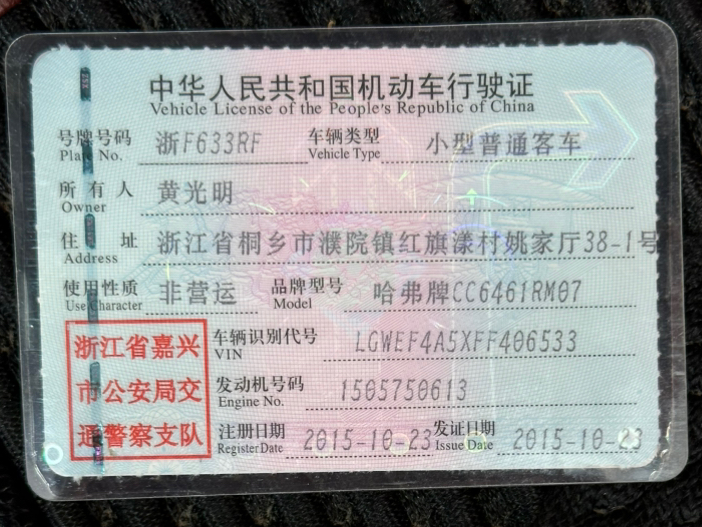 中华人民共和国机动车行驶证
Vehicle License of the People's Republic of China
号牌号码 浙F633RF 车辆类型 小型普通客车
Plate No. Vehicle Type
所有人 黄光明
Owner
住址 浙江省桐乡市濮院镇红旗漾村姚家厅38-1号
Address
使用性质 非营运 品牌型号 哈弗牌CC6461RM07
Use Character Model
浙江省嘉兴 车辆识别代号 LGWEF4A5XFF406533
VIN
市公安局交 发动机号码 1505750613
Engine No.
通警察支队 注册日期 2015-10-23 发证日期 2015-10-23
Register Date Issue Date